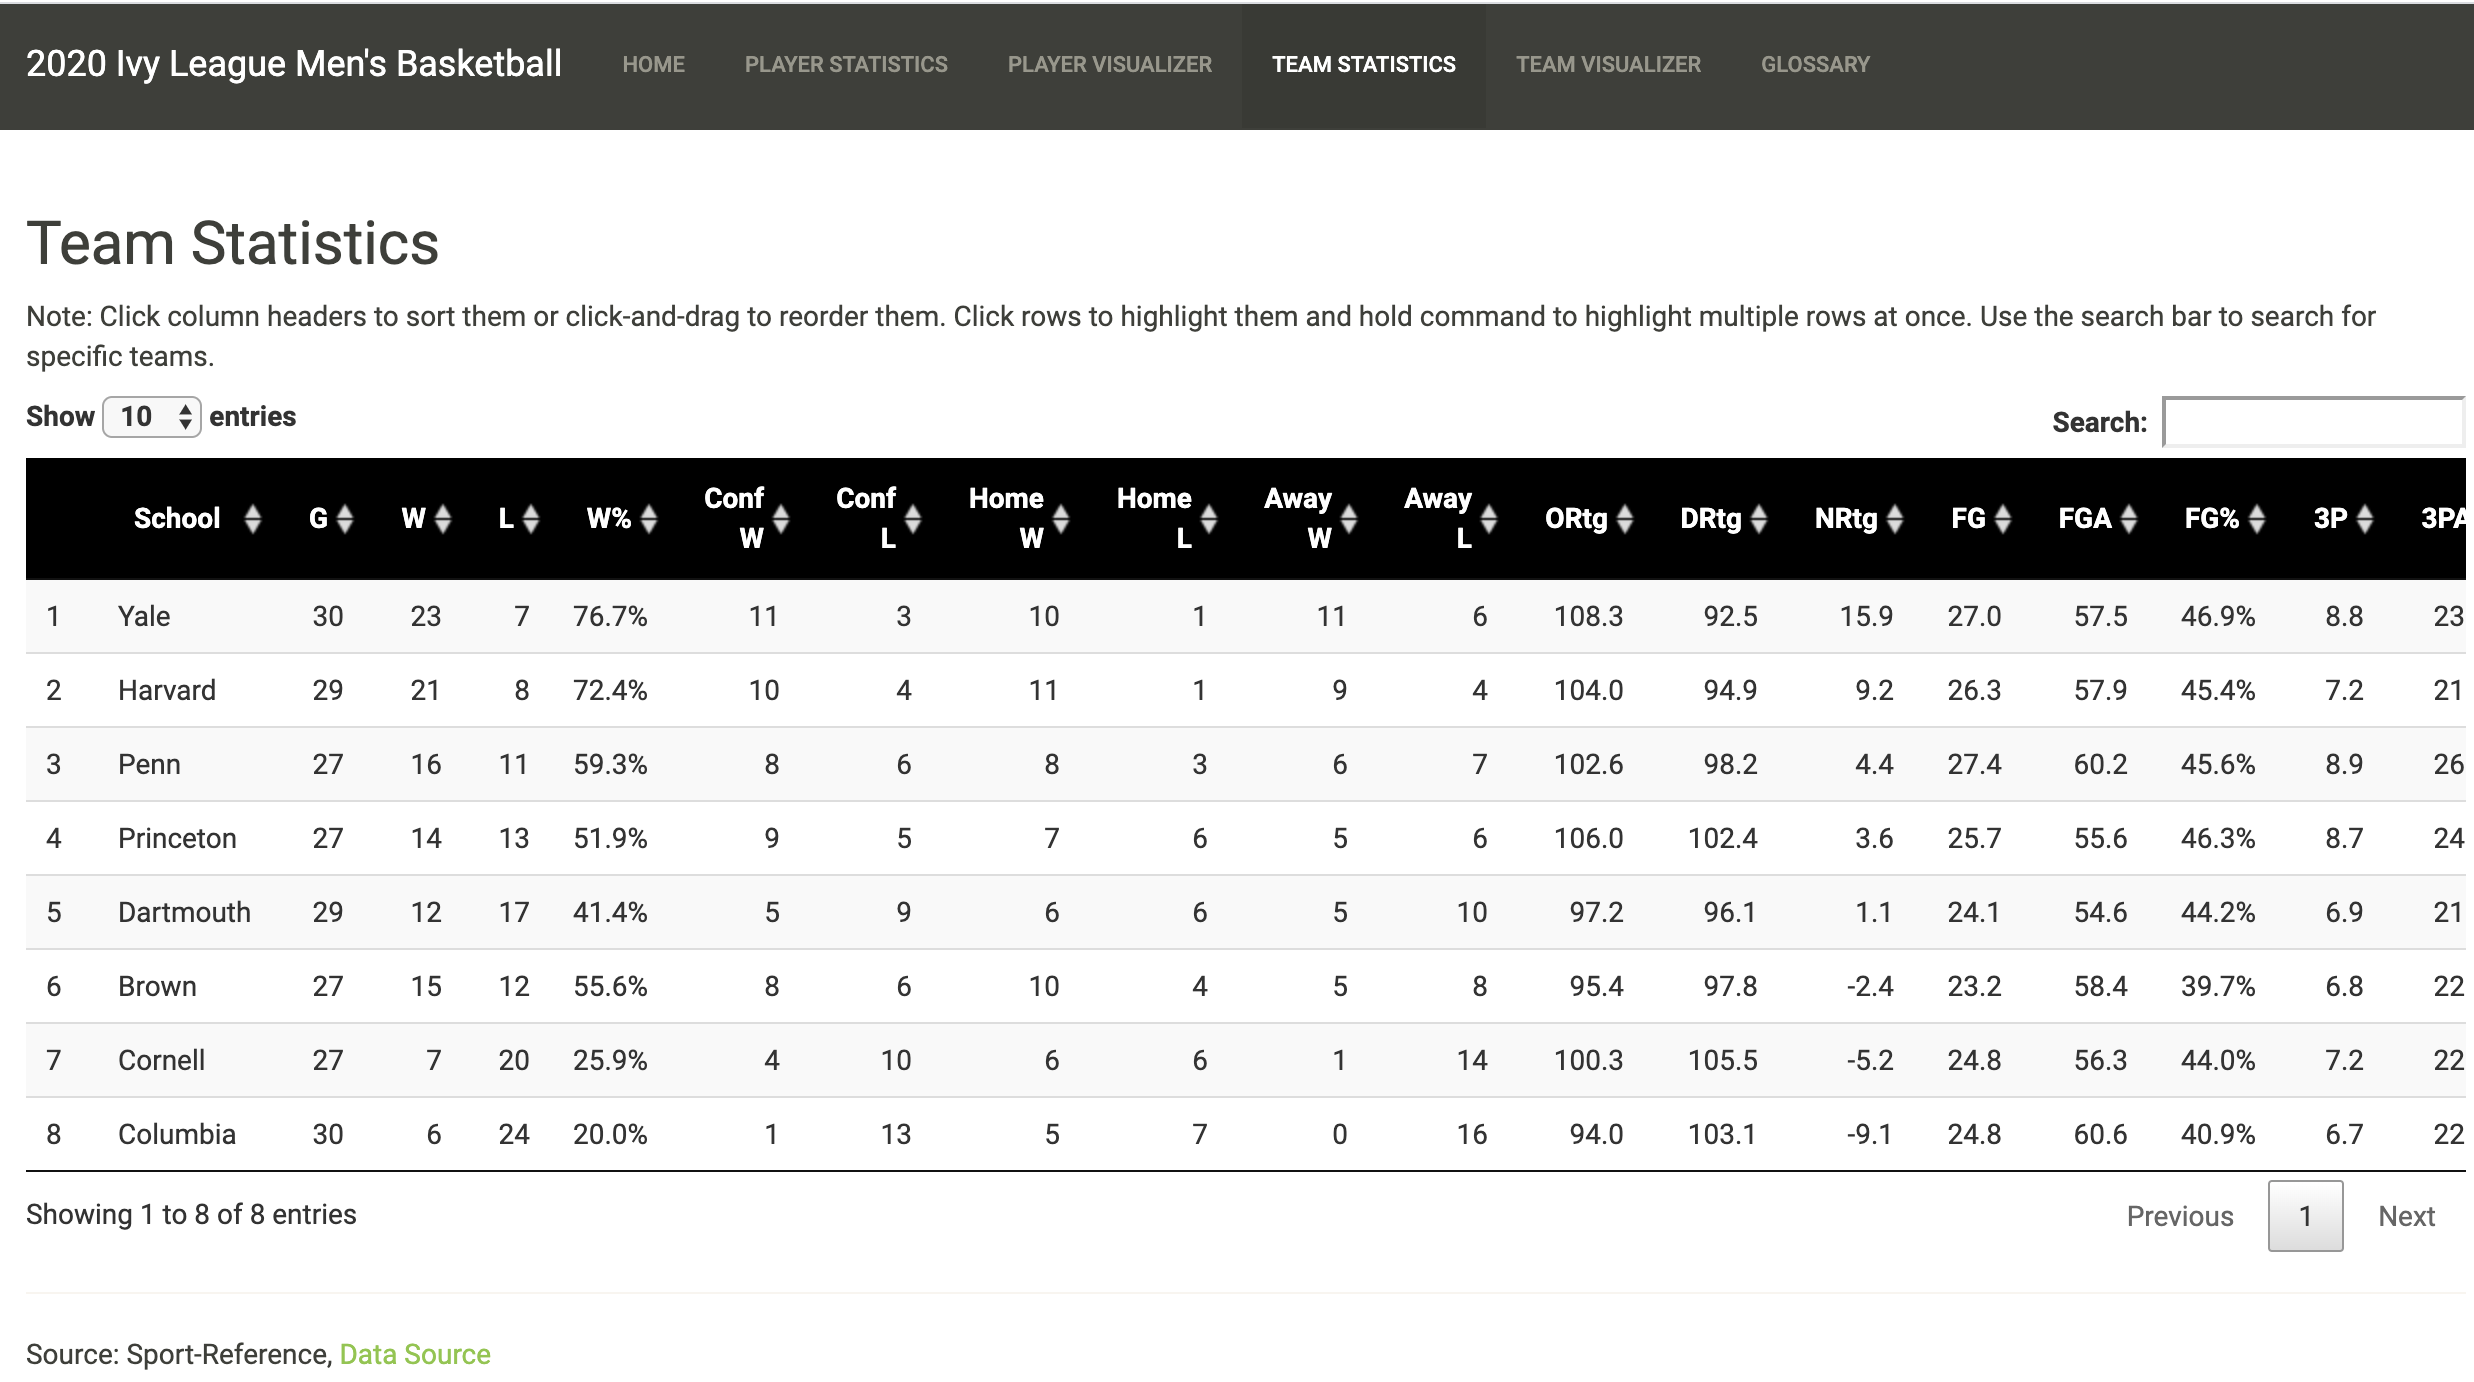 2020 Ivy League Men's Basketball HOME PLAYER STATISTICS PLAYER VISUALIZER TEAM STATISTICS TEAM VISUALIZER GLOSSARY
Team Statistics
Note: Click column headers to sort them or click-and-drag to reorder them. Click rows to highlight them and hold command to highlight multiple rows at once. Use the search bar to search for
specific teams.
Show 10 entries Search:
School G W L W% Conf W Conf L Home W Home L Away W Away L ORtg DRtg NRtg FG FGA FG% 3P 3PA
1 Yale 30 23 7 76.7% 11 3 10 1 11 6 108.3 92.5 15.9 27.0 57.5 46.9% 8.8 23
2 Harvard 29 21 8 72.4% 10 4 11 1 9 4 104.0 94.9 9.2 26.3 57.9 45.4% 7.2 21
3 Penn 27 16 11 59.3% 8 6 8 3 6 7 102.6 98.2 4.4 27.4 60.2 45.6% 8.9 26
4 Princeton 27 14 13 51.9% 9 5 7 6 5 6 106.0 102.4 3.6 25.7 55.6 46.3% 8.7 24
5 Dartmouth 29 12 17 41.4% 5 9 6 6 5 10 97.2 96.1 1.1 24.1 54.6 44.2% 6.9 21
6 Brown 27 15 12 55.6% 8 6 10 4 5 8 95.4 97.8 -2.4 23.2 58.4 39.7% 6.8 22
7 Cornell 27 7 20 25.9% 4 10 6 6 1 14 100.3 105.5 -5.2 24.8 56.3 44.0% 7.2 22
8 Columbia 30 6 24 20.0% 1 13 5 7 0 16 94.0 103.1 -9.1 24.8 60.6 40.9% 6.7 22
Showing 1 to 8 of 8 entries Previous 1 Next
Source: Sport-Reference, Data Source